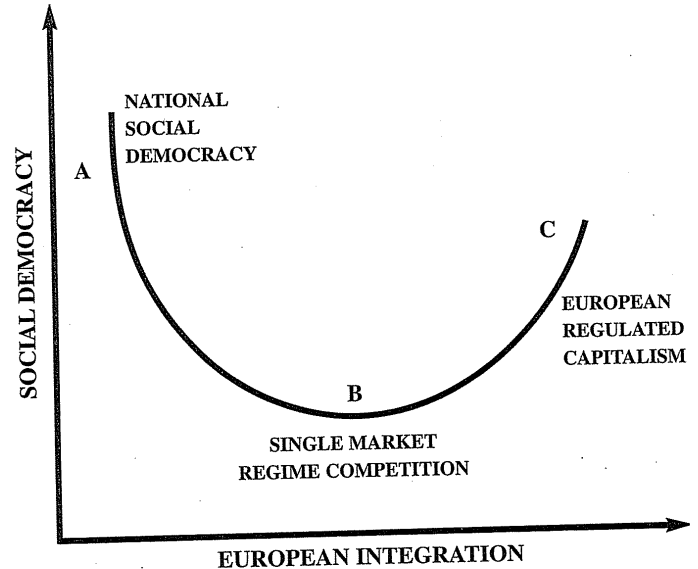 NATIONAL
SOCIAL
DEMOCRACY
A
SOCIAL DEMOCRACY
C
EUROPEAN
REGULATED
CAPITALISM
B
SINGLE MARKET
REGIME COMPETITION
EUROPEAN INTEGRATION